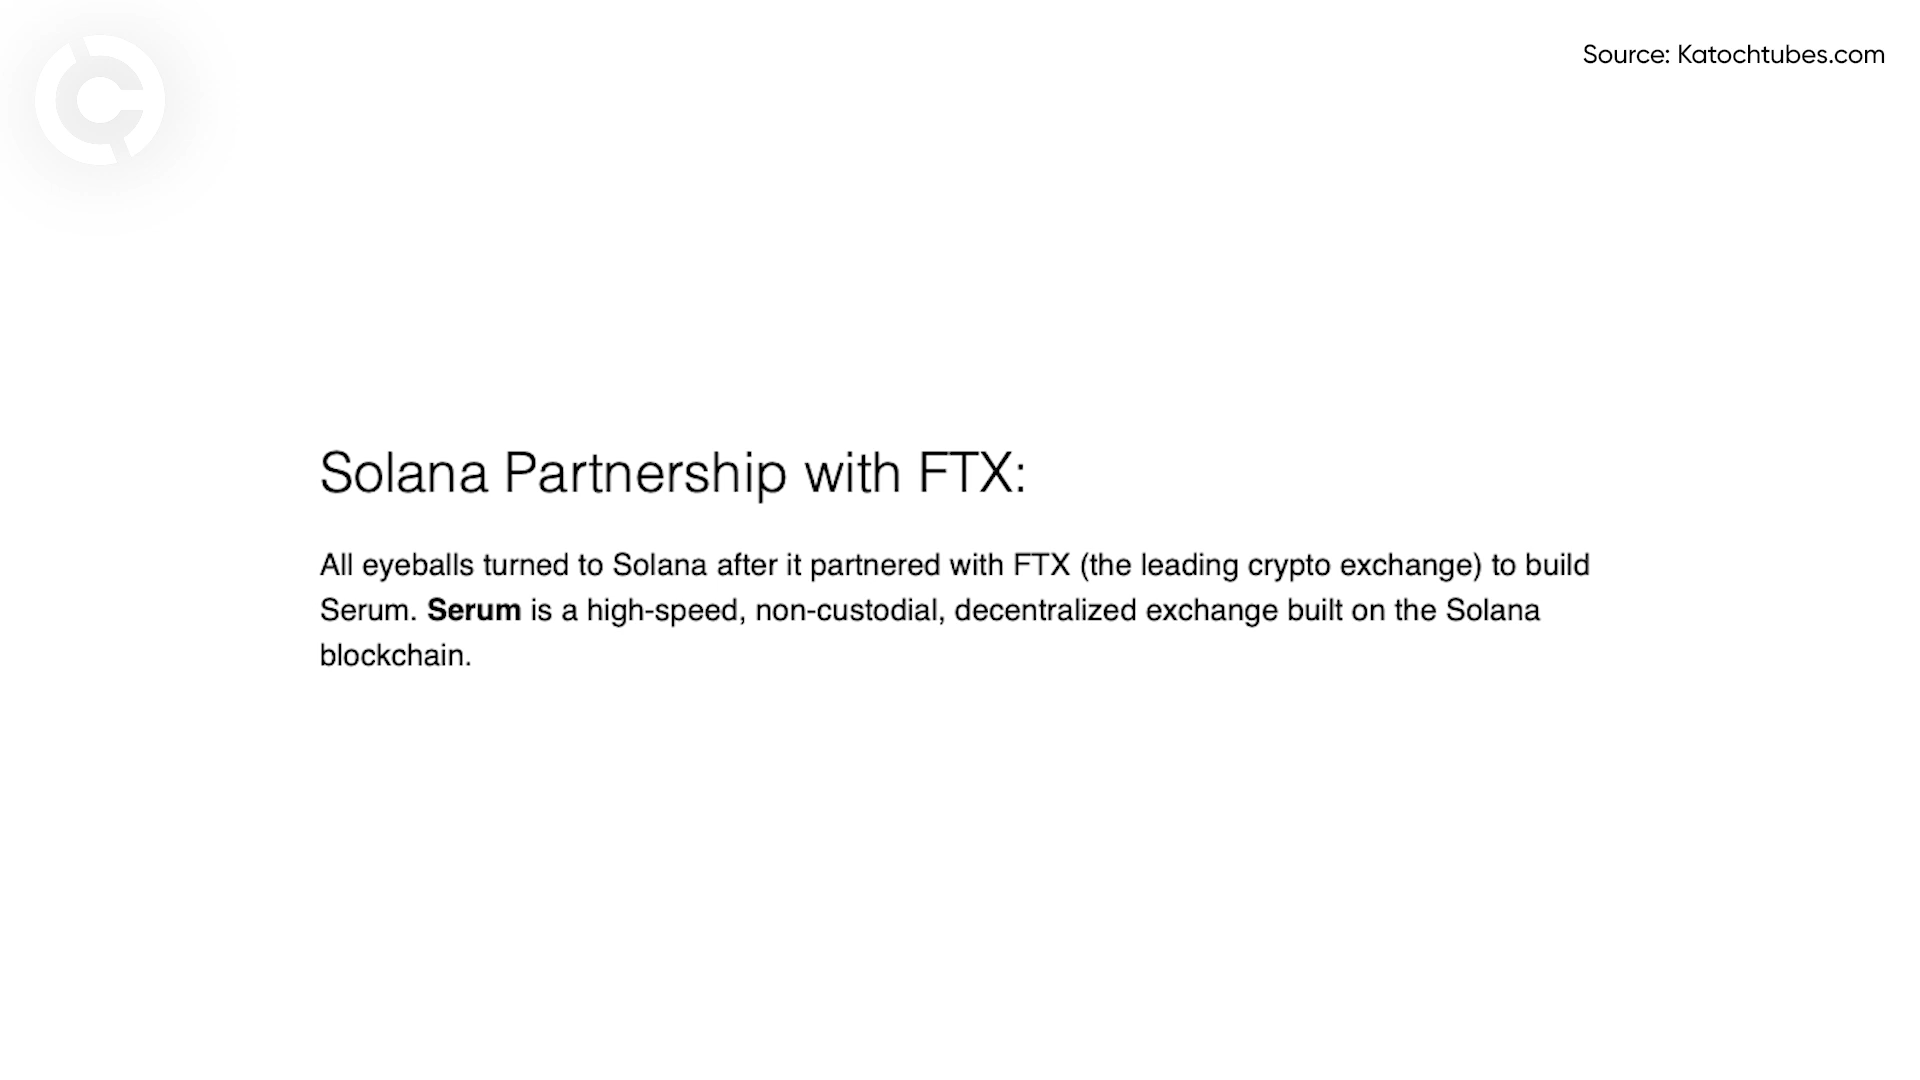 Source: Katochtubes.com
Solana Partnership with FTX:
All eyeballs turned to Solana after it partnered with FTX (the leading crypto exchange) to build
Serum. Serum is a high-speed, non-custodial, decentralized exchange built on the Solana
blockchain.